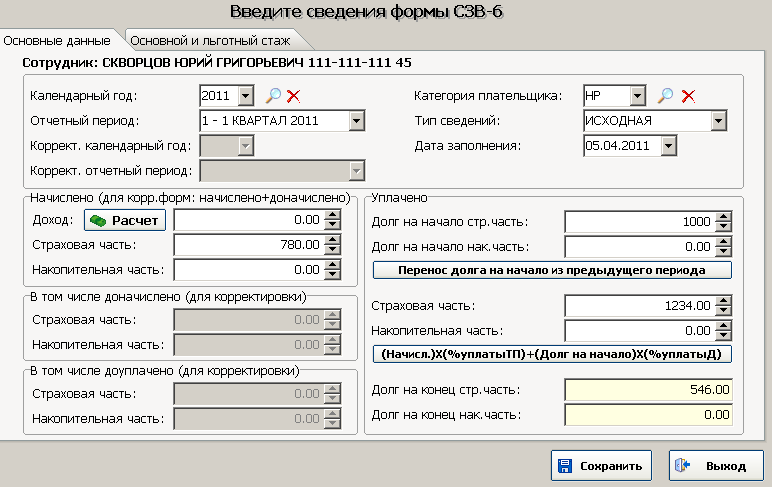 Введите сведения формы СЗВ-6
Основные данные
Основной и льготный стаж
Сотрудник: СКВОРЦОВ ЮРИЙ ГРИГОРЬЕВИЧ 111-111-111 45
Календарный год: 2011
Отчетный период: 1 - 1 КВАРТАЛ 2011
Коррект. календарный год:
Коррект. отчетный период:
Категория плательщика: НР
Тип сведений: ИСХОДНАЯ
Дата заполнения: 05.04.2011
Начислено (для корр.форм: начислено+доначислено)
Доход: Расчет 0.00
Страховая часть: 780.00
Накопительная часть: 0.00
В том числе доначислено (для корректировки)
Страховая часть: 0.00
Накопительная часть: 0.00
В том числе доуплачено (для корректировки)
Страховая часть: 0.00
Накопительная часть: 0.00
Уплачено
Долг на начало стр.часть: 1000
Долг на начало нак.часть: 0.00
Перенос долга на начало из предыдущего периода
Страховая часть: 1234.00
Накопительная часть: 0.00
(Начисл.)Х(%уплатыТП)+(Долг на начало)Х(%уплатыД)
Долг на конец стр.часть: 546.00
Долг на конец нак.часть: 0.00
Сохранить
Выход